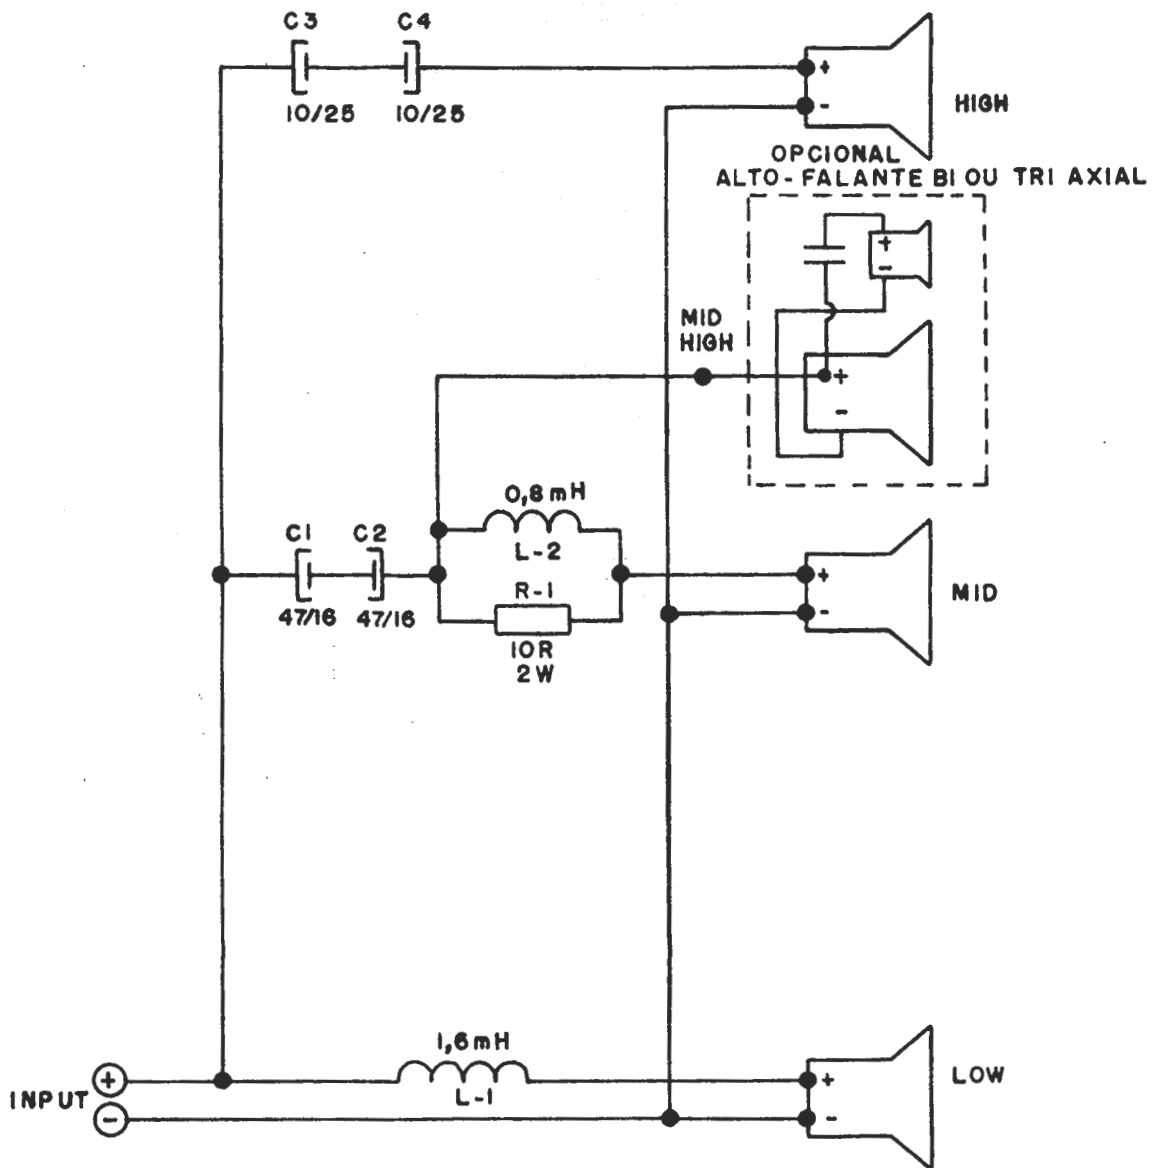 C3 C4
+
10/25 10/25
-
HIGH
OPCIONAL
ALTO-FALANTE BI OU TRI AXIAL
+
-
MID
HIGH
+
-
0,8mH
C1 C2
L-2
+
R-1
MID
47/16 47/16
-
10R
2W
1,6mH
+ +
LOW
INPUT
L-1
- -